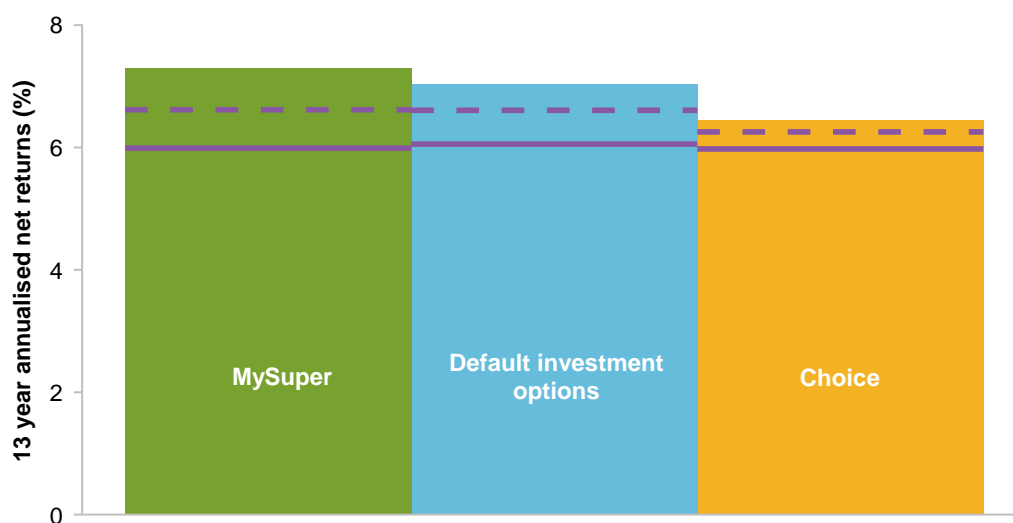 13 year annualised net returns (%)
8
6
4
2
0
MySuper
Default investment
options
Choice